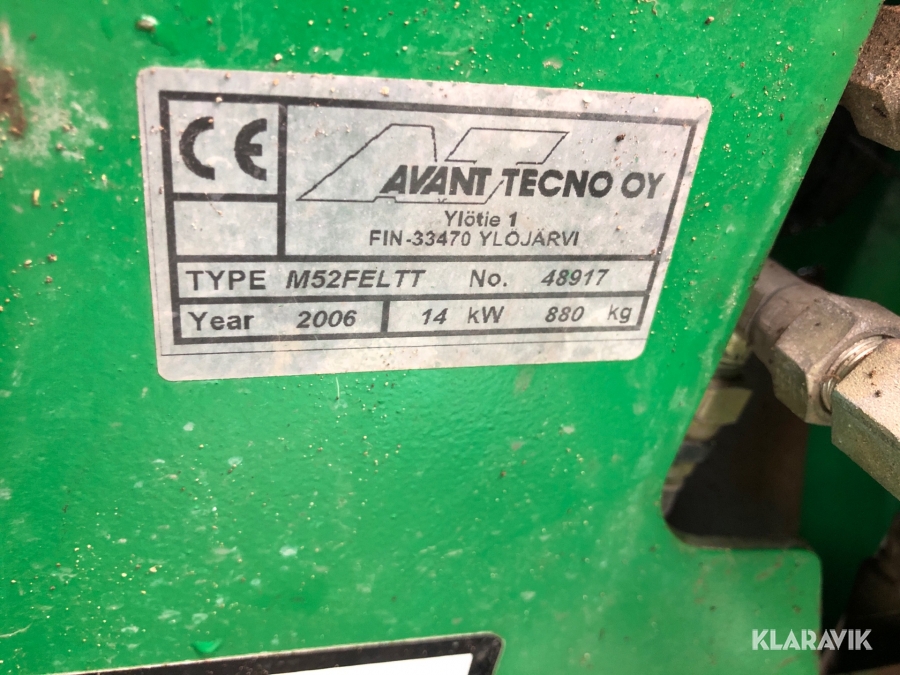 CE
AT
AVANT TECNO OY
Ylötie 1
FIN-33470 YLÖJÄRVI
TYPE M52FELTT No. 48917
Year 2006 14 kW 880 kg
KLARAVIK